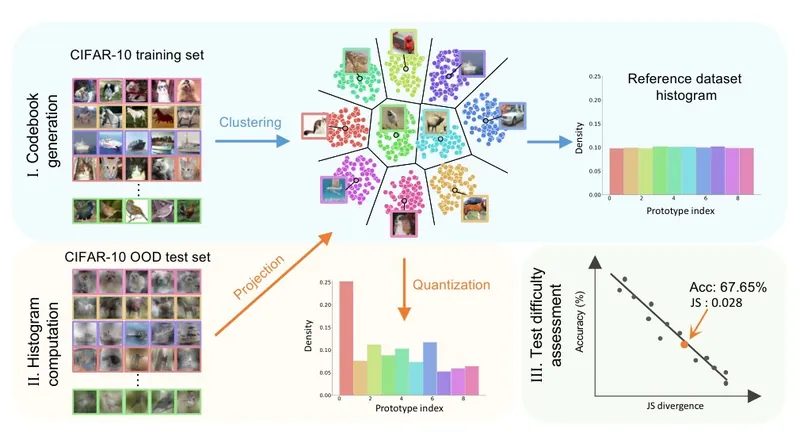 CIFAR-10 training set
I. Codebook
generation
Clustering
Reference dataset
histogram
Density
0.25
0.20
0.15
0.10
0.05
0.00
0 2 4 6 8
Prototype index
CIFAR-10 OOD test set
II. Histogram
computation
Projection
Quantization
Density
0.25
0.20
0.15
0.10
0.05
0.00
0 2 4 6 8
Prototype index
III. Test difficulty
assessment
Accuracy (%)
Acc: 67.65%
JS : 0.028
JS divergence